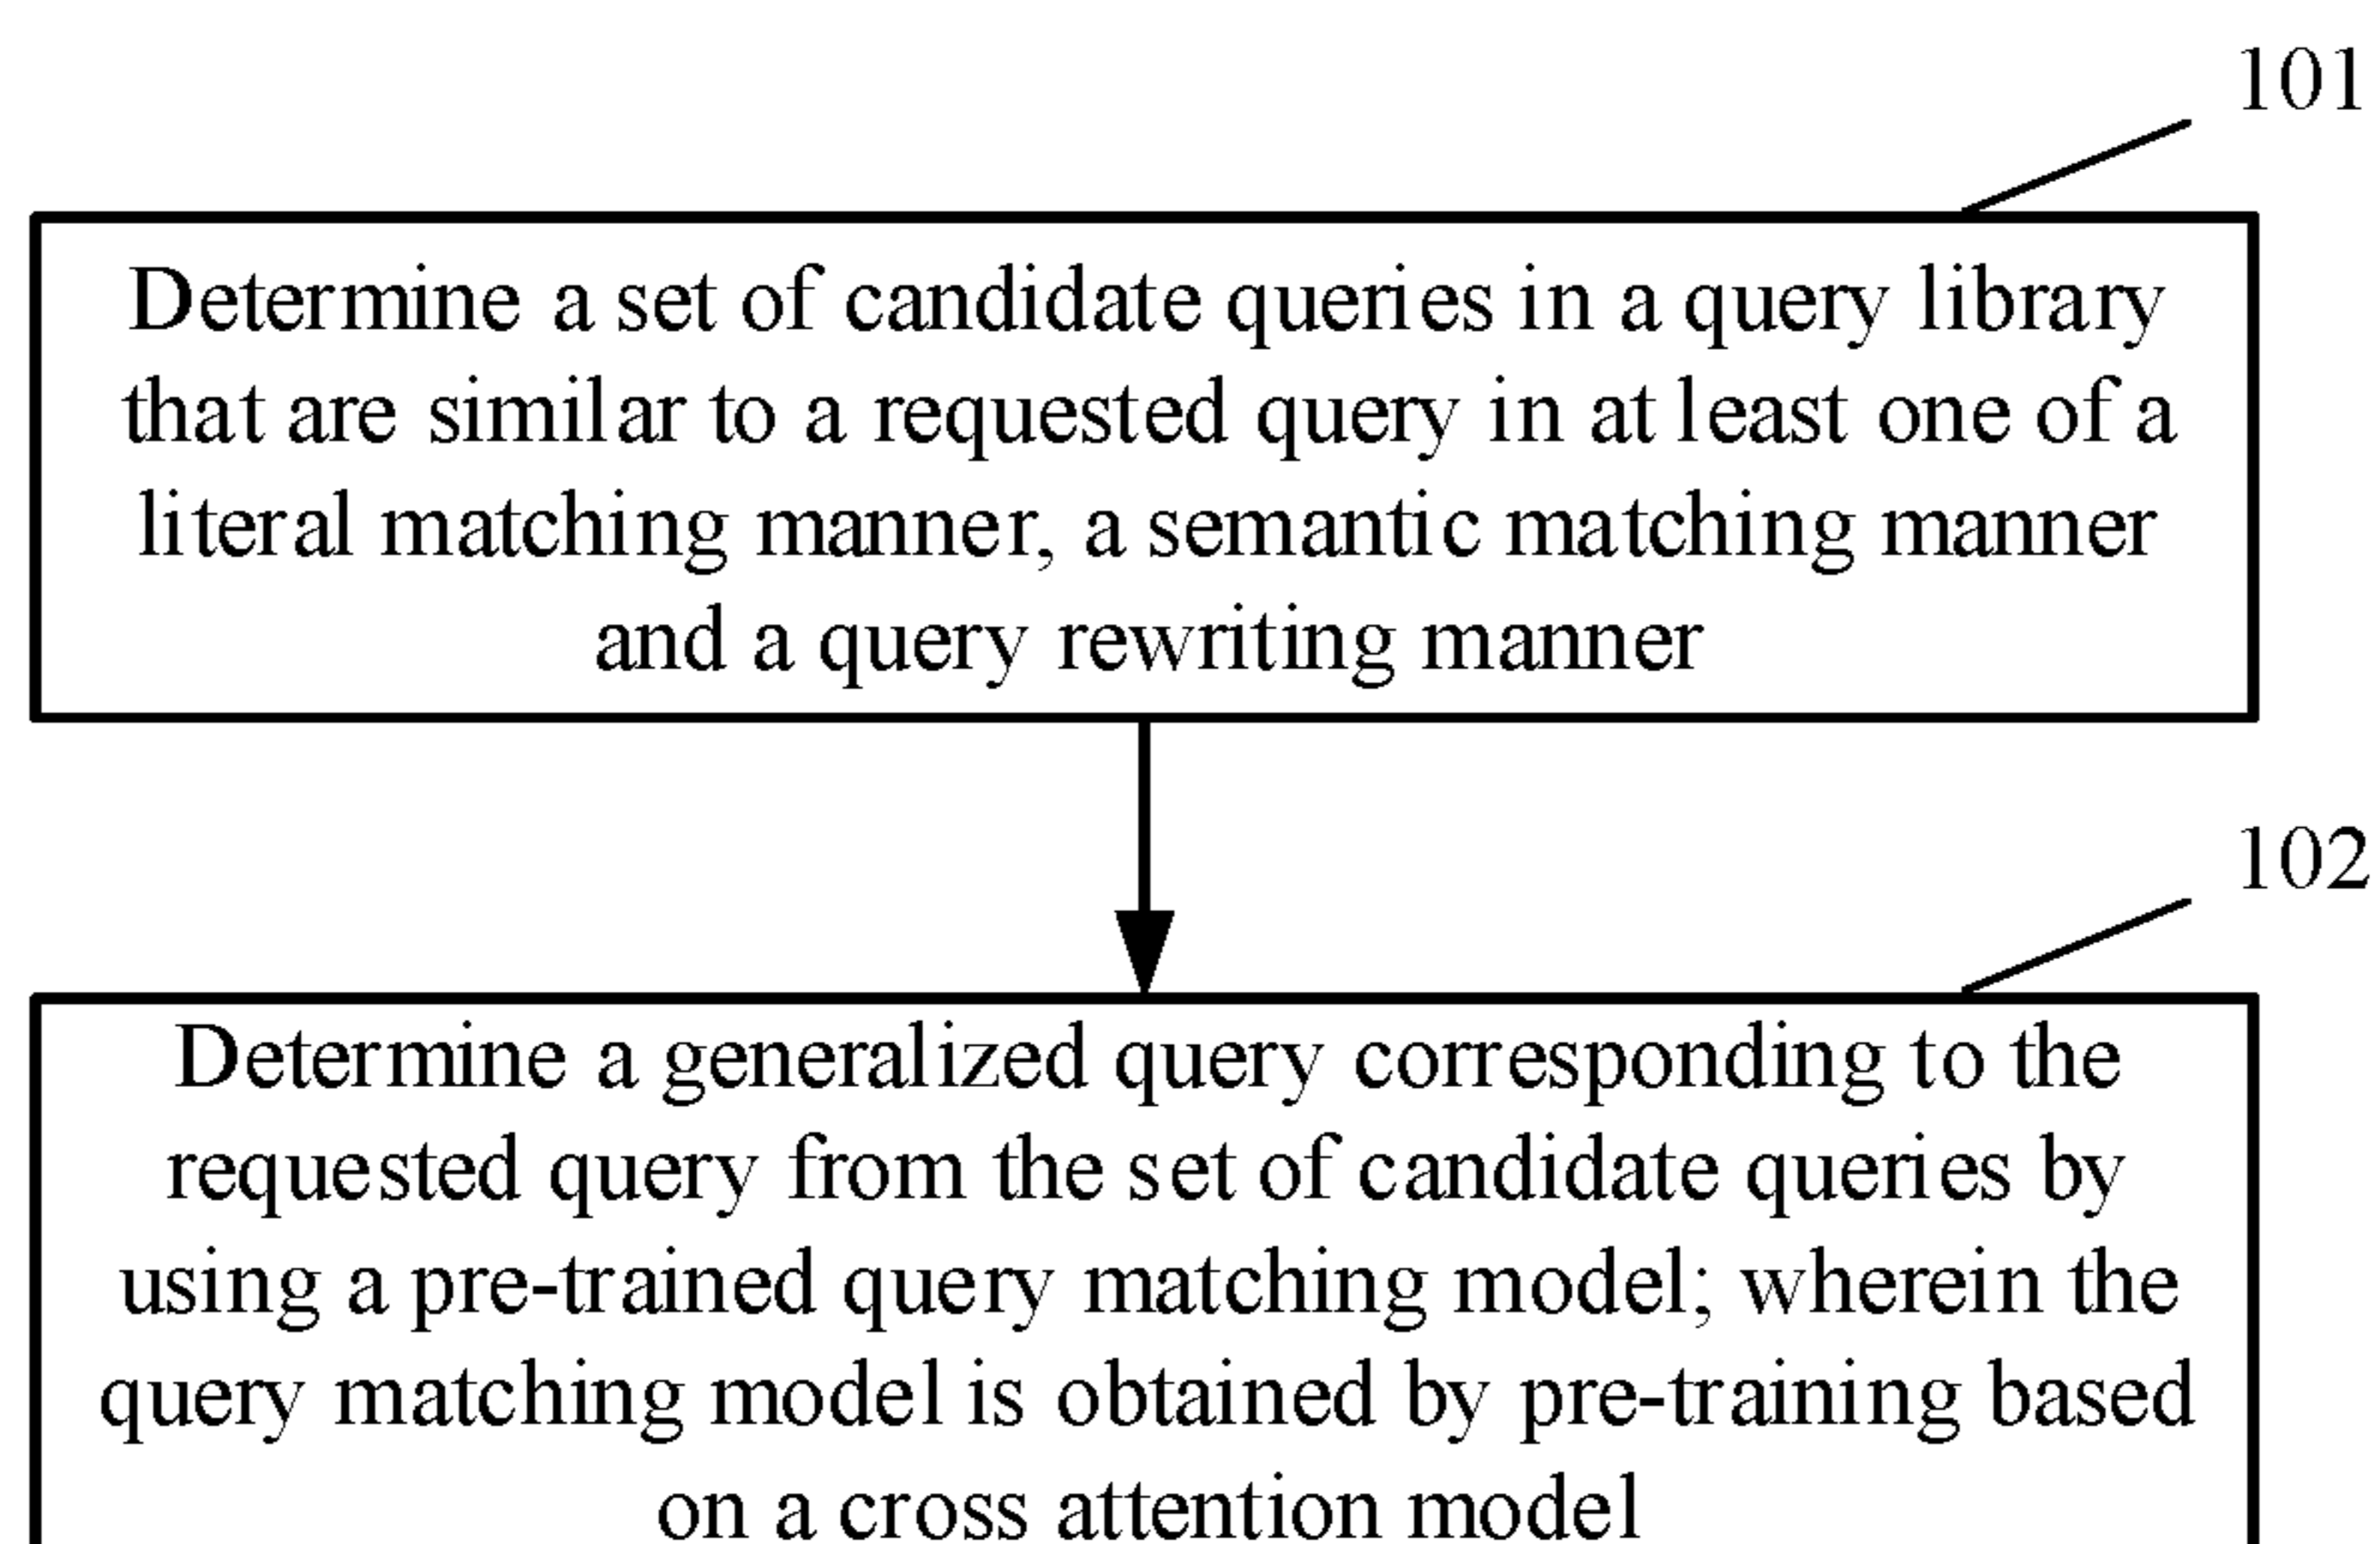 101
Determine a set of candidate queries in a query library
that are similar to a requested query in at least one of a
literal matching manner, a semantic matching manner
and a query rewriting manner
102
Determine a generalized query corresponding to the
requested query from the set of candidate queries by
using a pre-trained query matching model; wherein the
query matching model is obtained by pre-training based
on a cross attention model